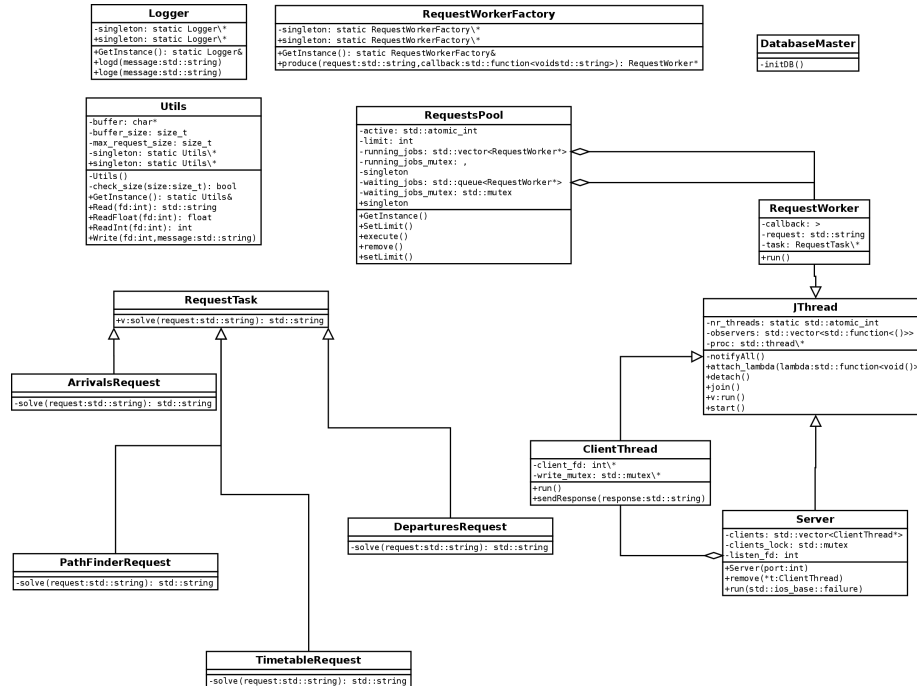 Logger
-singleton: static Logger\*
+singleton: static Logger\*
+GetInstance(): static Logger&
+logd(message:std::string)
+loge(message:std::string)
RequestWorkerFactory
-singleton: static RequestWorkerFactory\*
+singleton: static RequestWorkerFactory\*
+GetInstance(): static RequestWorkerFactory&
+produce(request:std::string,callback:std::function<voidstd::string>): RequestWorker*
DatabaseMaster
-initDB()
Utils
-buffer: char*
-buffer_size: size_t
-max_request_size: size_t
-singleton: static Utils\*
+singleton: static Utils\*
-Utils()
-check_size(size:size_t): bool
+GetInstance(): static Utils&
+Read(fd:int): std::string
+ReadFloat(fd:int): float
+ReadInt(fd:int): int
+Write(fd:int,message:std::string)
RequestsPool
-active: std::atomic_int
-limit: int
-running_jobs: std::vector<RequestWorker*>
-running_jobs_mutex: ,
-singleton
-waiting_jobs: std::queue<RequestWorker*>
-waiting_jobs_mutex: std::mutex
+singleton
+GetInstance()
+SetLimit()
+execute()
+remove()
+setLimit()
RequestWorker
-callback: >
-request: std::string
-task: RequestTask\*
+run()
RequestTask
+v:solve(request:std::string): std::string
JThread
-nr_threads: static std::atomic_int
-observers: std::vector<std::function<()>>
-proc: std::thread\*
-notifyAll()
+attach_lambda(lambda:std::function<void()>
+detach()
+join()
+v:run()
+start()
ArrivalsRequest
-solve(request:std::string): std::string
ClientThread
-client_fd: int\*
-write_mutex: std::mutex\*
+run()
+sendResponse(response:std::string)
DeparturesRequest
-solve(request:std::string): std::string
Server
-clients: std::vector<ClientThread*>
-clients_lock: std::mutex
-listen_fd: int
+Server(port:int)
+remove(*t:ClientThread)
+run(std::ios_base::failure)
PathFinderRequest
-solve(request:std::string): std::string
TimetableRequest
-solve(request:std::string): std::string